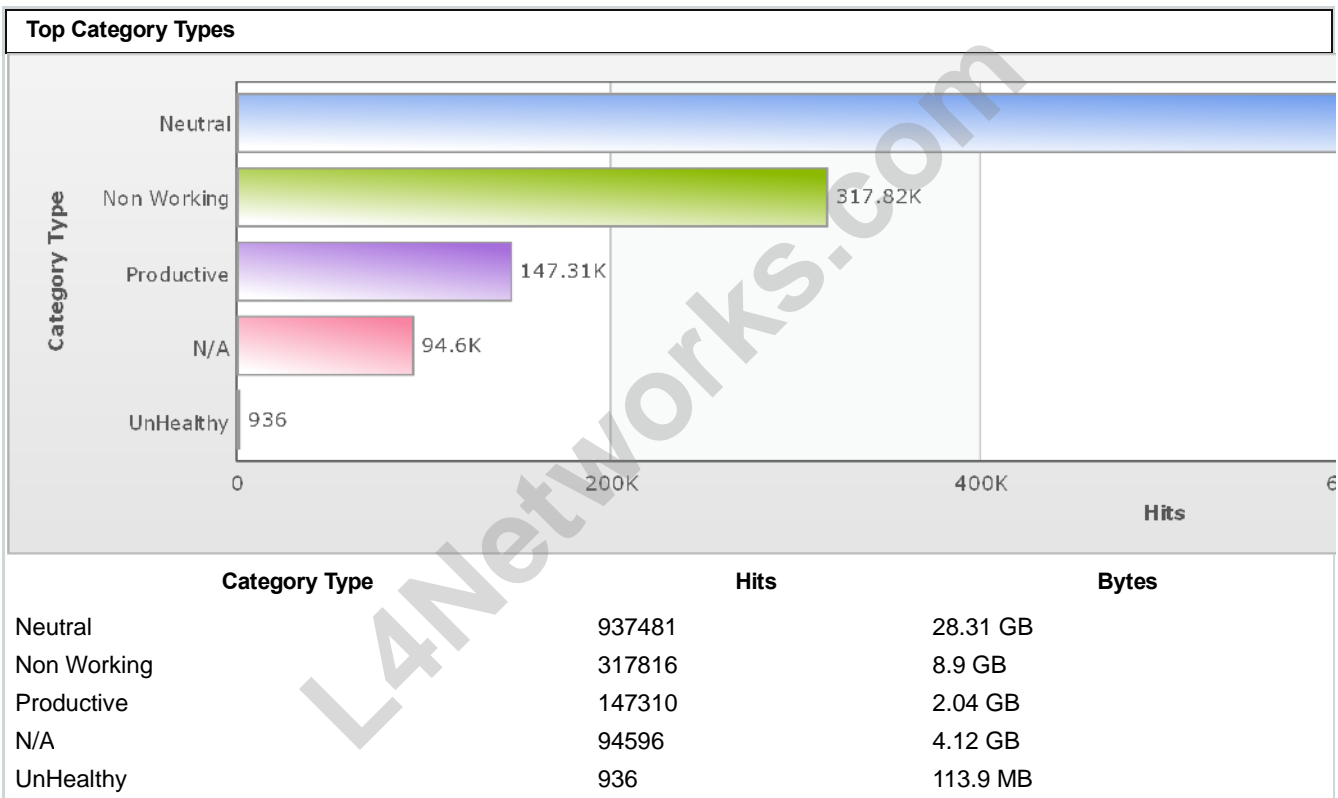 Top Category Types
Neutral
Non Working
317.82K
Productive
147.31K
N/A
94.6K
UnHealthy
936
Category Type
0
200K
400K
6
Hits
Category Type Hits Bytes
Neutral 937481 28.31 GB
Non Working 317816 8.9 GB
Productive 147310 2.04 GB
N/A 94596 4.12 GB
UnHealthy 936 113.9 MB
L4Networks.com